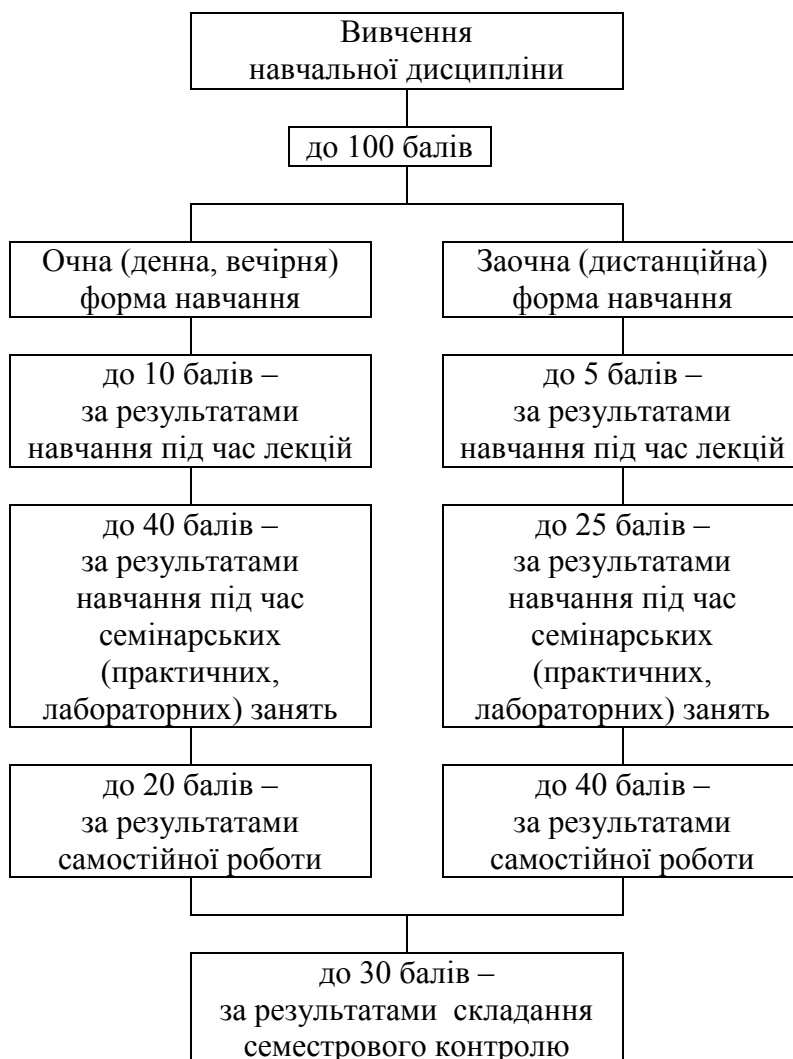 Вивчення
навчальної дисципліни
до 100 балів
Очна (денна, вечірня)
форма навчання
до 10 балів –
за результатами
навчання під час лекцій
до 40 балів –
за результатами
навчання під час
семінарських
(практичних,
лабораторних) занять
до 20 балів –
за результатами
самостійної роботи
Заочна (дистанційна)
форма навчання
до 5 балів –
за результатами
навчання під час лекцій
до 25 балів –
за результатами
навчання під час
семінарських
(практичних,
лабораторних) занять
до 40 балів –
за результатами
самостійної роботи
до 30 балів –
за результатами складання
семестрового контролю